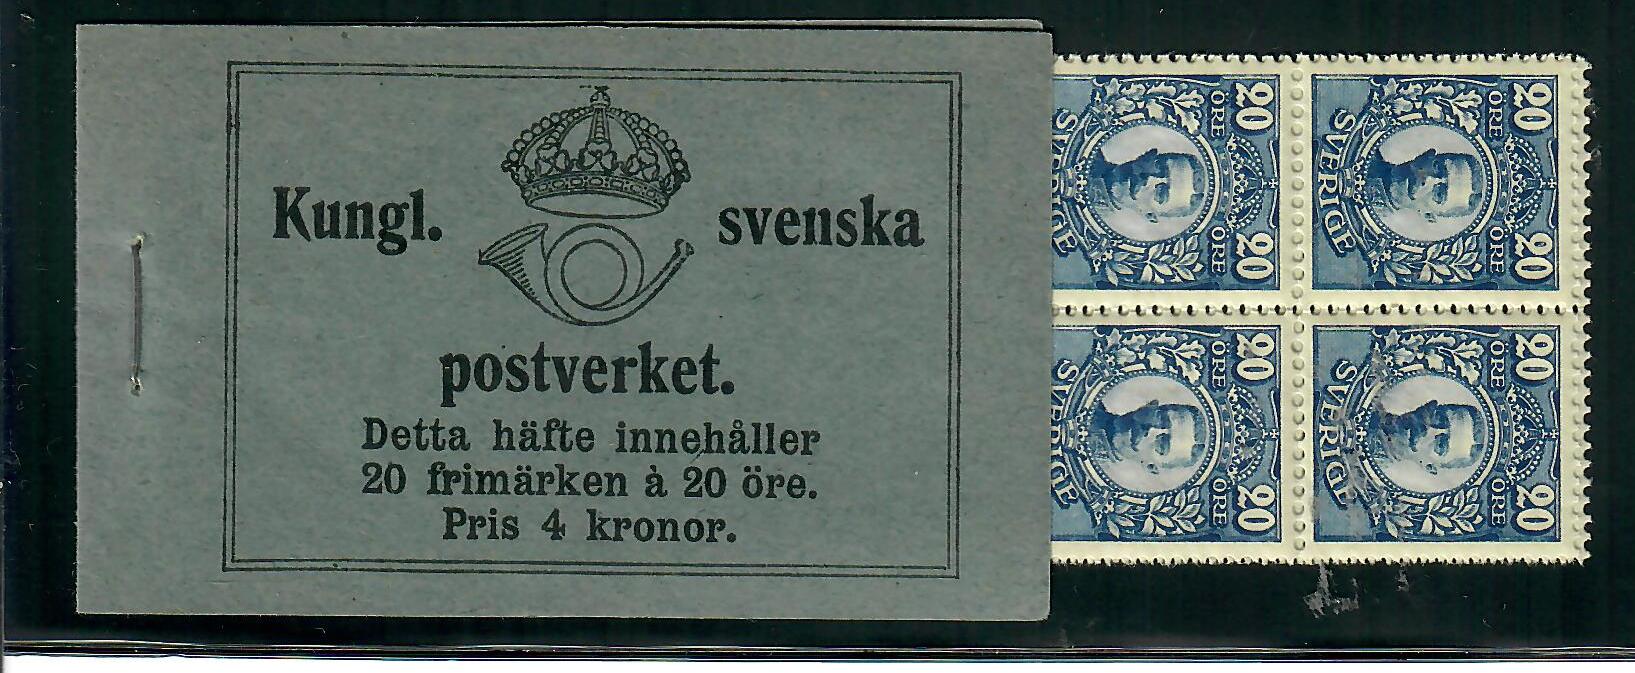 Kungl. svenska
postverket.
Detta häfte innehåller
20 frimärken à 20 öre.
Pris 4 kronor.
20 ÖRE ÖRE 20
SVERIGE
20 ÖRE ÖRE 20
SVERIGE
20 ÖRE ÖRE 20
SVERIGE
20 ÖRE ÖRE 20
SVERIGE